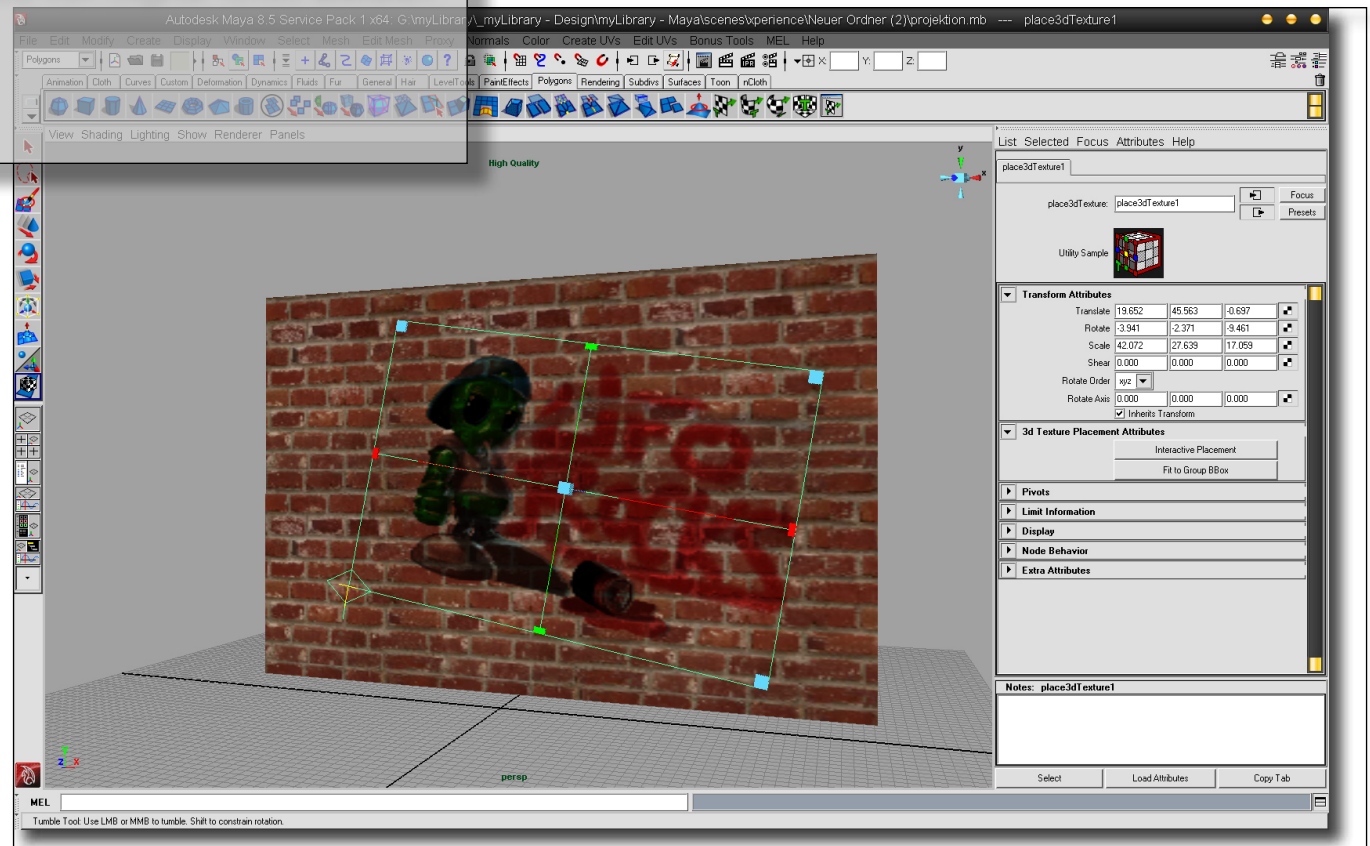 Autodesk Maya 8.5 Service Pack 1 x64: G:\myLibrary\_myLibrary - Design\myLibrary - Maya\scenes\xperience\Neuer Ordner (2)\projektion.mb --- place3dTexture1
File Edit Modify Create Display Window Select Mesh Edit Mesh Proxy Normals Color Create UVs Edit UVs Bonus Tools MEL Help
Polygons X: Y: Z:
Animation Cloth Curves Custom Deformation Dynamics Fluids Fur General Hair LevelTools PaintEffects Polygons Rendering Subdivs Surfaces Toon nCloth
View Shading Lighting Show Renderer Panels
High Quality
y
x
z x
persp
List Selected Focus Attributes Help
place3dTexture1
place3dTexture: place3dTexture1
Focus
Presets
Utility Sample
Transform Attributes
Translate 19.652 45.563 -0.697
Rotate -3.941 -2.371 -9.461
Scale 42.072 27.639 17.059
Shear 0.000 0.000 0.000
Rotate Order xyz
Rotate Axis 0.000 0.000 0.000
Inherits Transform
3d Texture Placement Attributes
Interactive Placement
Fit to Group BBox
Pivots
Limit Information
Display
Node Behavior
Extra Attributes
Notes: place3dTexture1
Select Load Attributes Copy Tab
MEL
Tumble Tool: Use LMB or MMB to tumble. Shift to constrain rotation.